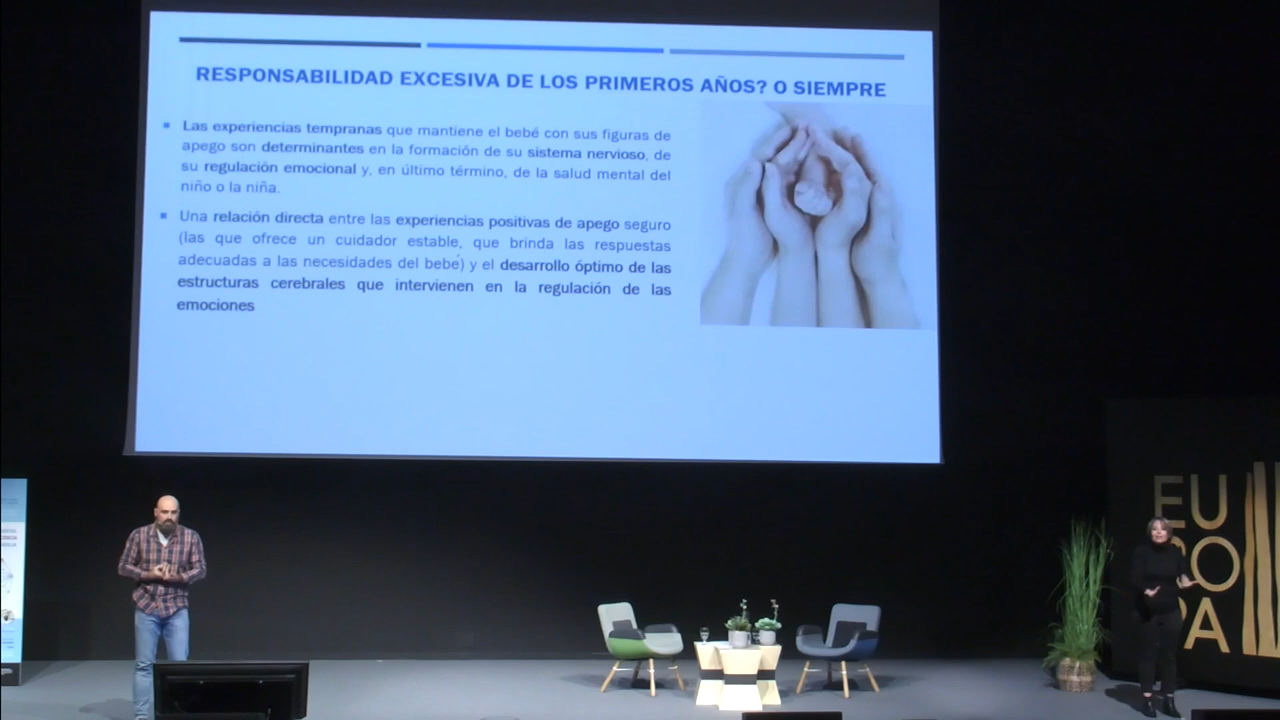 RESPONSABILIDAD EXCESIVA DE LOS PRIMEROS AÑOS? O SIEMPRE
Las experiencias tempranas que mantiene el bebé con sus figuras de
apego son determinantes en la formación de su sistema nervioso, de
su regulación emocional y, en último término, de la salud mental del
niño o la niña.
Una relación directa entre las experiencias positivas de apego seguro
(las que ofrece un cuidador estable, que brinda las respuestas
adecuadas a las necesidades del bebé) y el desarrollo óptimo de las
estructuras cerebrales que intervienen en la regulación de las
emociones
EU
RO
PA